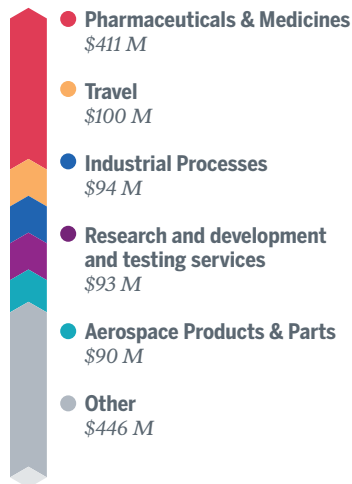 Pharmaceuticals & Medicines
$411 M
Travel
$100 M
Industrial Processes
$94 M
Research and development
and testing services
$93 M
Aerospace Products & Parts
$90 M
Other
$446 M